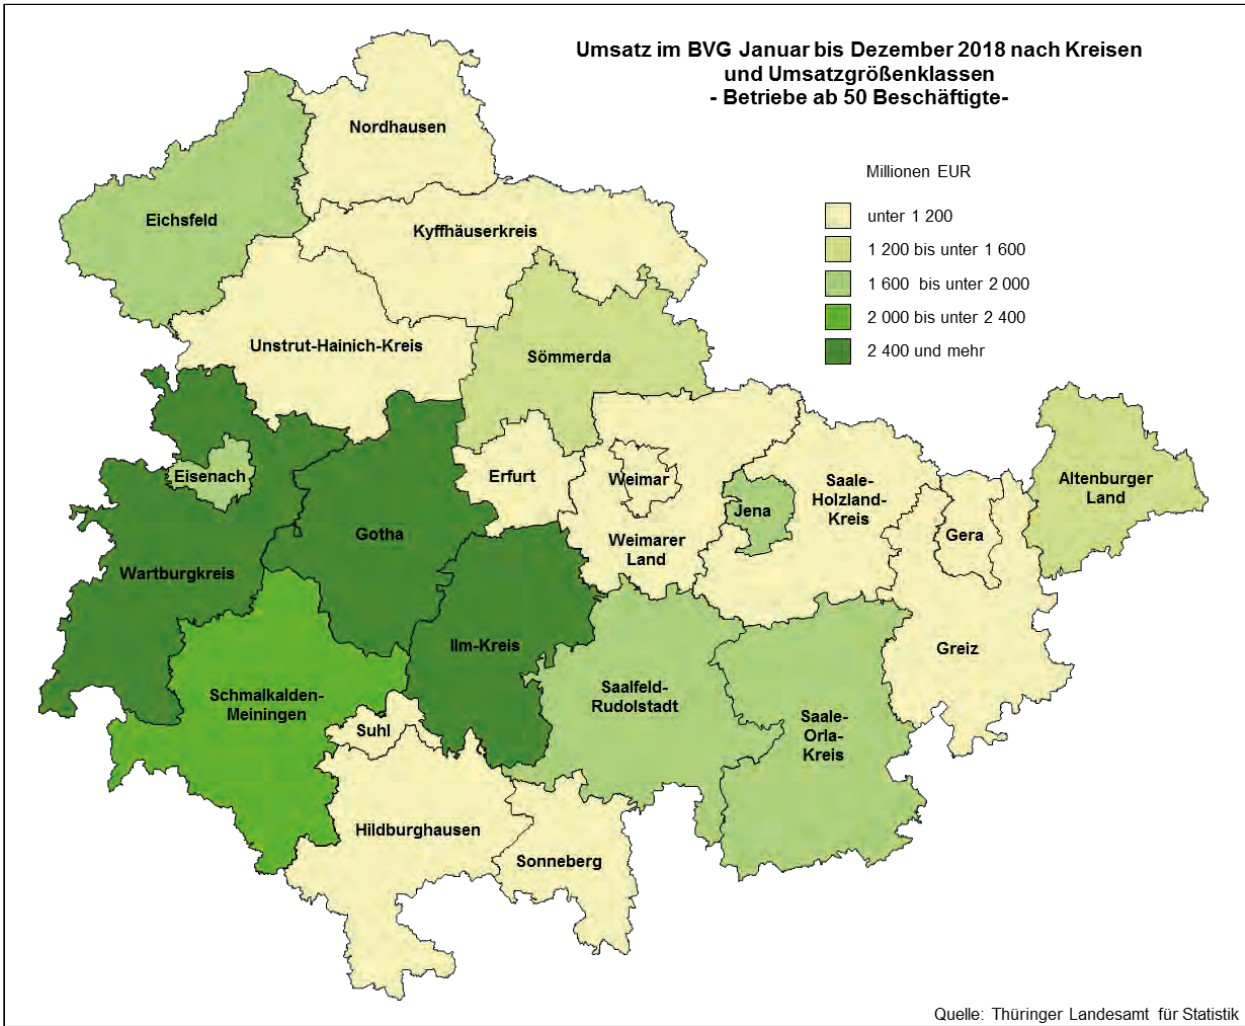 Umsatz im BVG Januar bis Dezember 2018 nach Kreisen
und Umsatzgrößenklassen
- Betriebe ab 50 Beschäftigte-
Millionen EUR
unter 1 200
1 200 bis unter 1 600
1 600 bis unter 2 000
2 000 bis unter 2 400
2 400 und mehr
Nordhausen
Eichsfeld
Kyffhäuserkreis
Unstrut-Hainich-Kreis
Sömmerda
Eisenach
Erfurt
Weimar
Saale-
Holzland-
Kreis
Altenburger
Land
Jena
Gotha
Weimarer
Land
Gera
Wartburgkreis
Ilm-Kreis
Greiz
Schmalkalden-
Meiningen
Saalfeld-
Rudolstadt
Saale-
Orla-
Kreis
Suhl
Hildburghausen
Sonneberg
Quelle: Thüringer Landesamt für Statistik